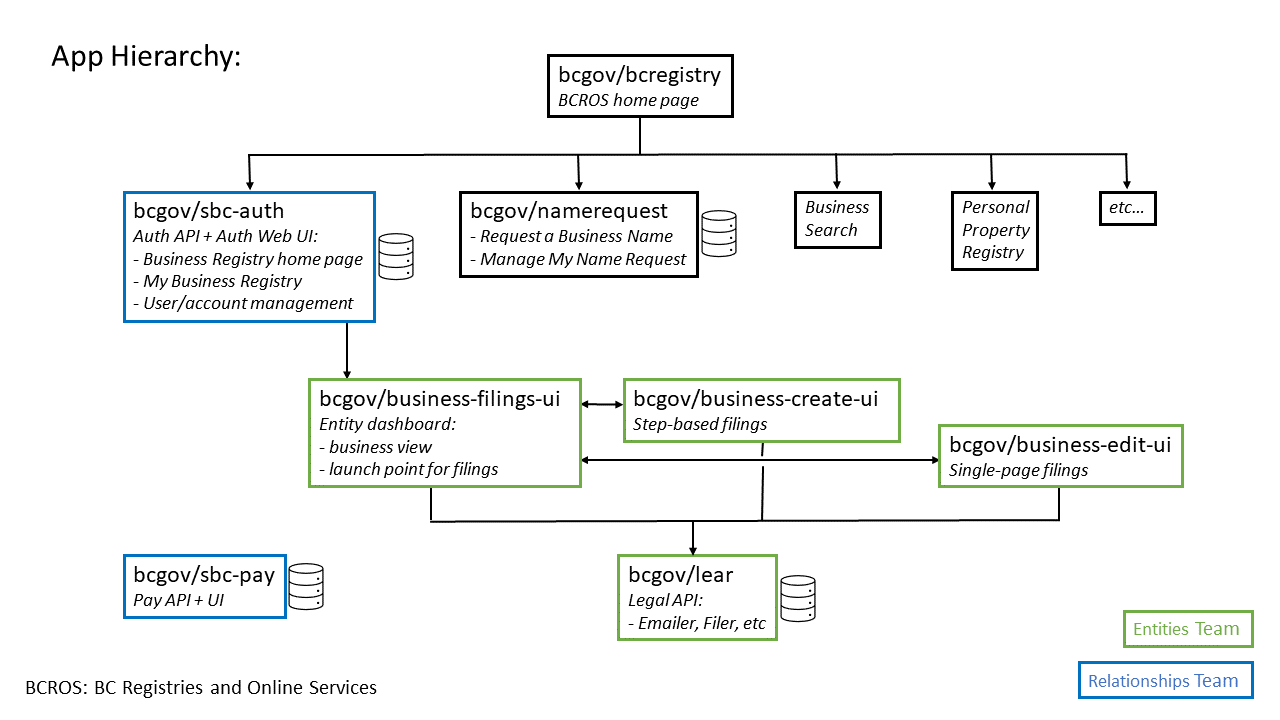 App Hierarchy:
bcgov/bcregistry
BCROS home page
bcgov/sbc-auth
Auth API + Auth Web UI:
- Business Registry home page
- My Business Registry
- User/account management
bcgov/namerequest
- Request a Business Name
- Manage My Name Request
Business
Search
Personal
Property
Registry
etc...
bcgov/business-filings-ui
Entity dashboard:
- business view
- launch point for filings
bcgov/business-create-ui
Step-based filings
bcgov/business-edit-ui
Single-page filings
bcgov/sbc-pay
Pay API + UI
bcgov/lear
Legal API:
- Emailer, Filer, etc
Entities Team
Relationships Team
BCROS: BC Registries and Online Services